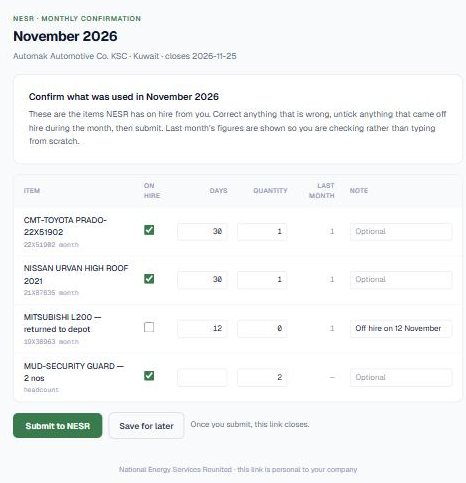 NESR · MONTHLY CONFIRMATION
November 2026
Automak Automotive Co. KSC · Kuwait · closes 2026-11-25
Confirm what was used in November 2026
These are the items NESR has on hire from you. Correct anything that is wrong, untick anything that came off
hire during the month, then submit. Last month's figures are shown so you are checking rather than typing
from scratch.
ITEM ON HIRE DAYS QUANTITY LAST MONTH NOTE
CMT-TOYOTA PRADO-
22X51902 30 1 1 Optional
22X51902 month
NISSAN URVAN HIGH ROOF
2021 30 1 1 Optional
21X87635 month
MITSUBISHI L200 —
returned to depot 12 0 1 Off hire on 12 November
19X38963 month
MUD-SECURITY GUARD —
2 nos 2 – Optional
headcount
Submit to NESR Save for later Once you submit, this link closes.
National Energy Services Reunited · this link is personal to your company